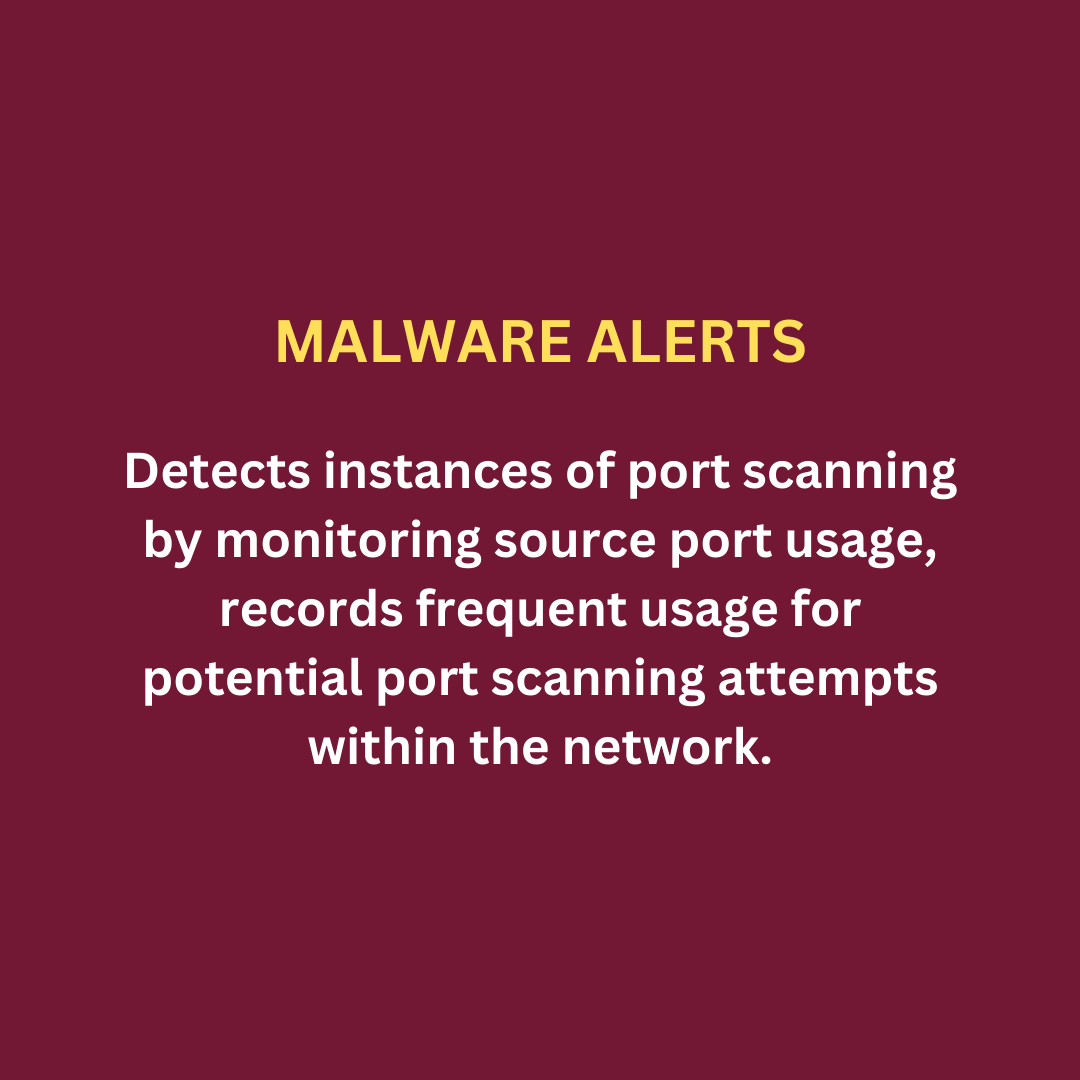 MALWARE ALERTS
Detects instances of port scanning
by monitoring source port usage,
records frequent usage for
potential port scanning attempts
within the network.